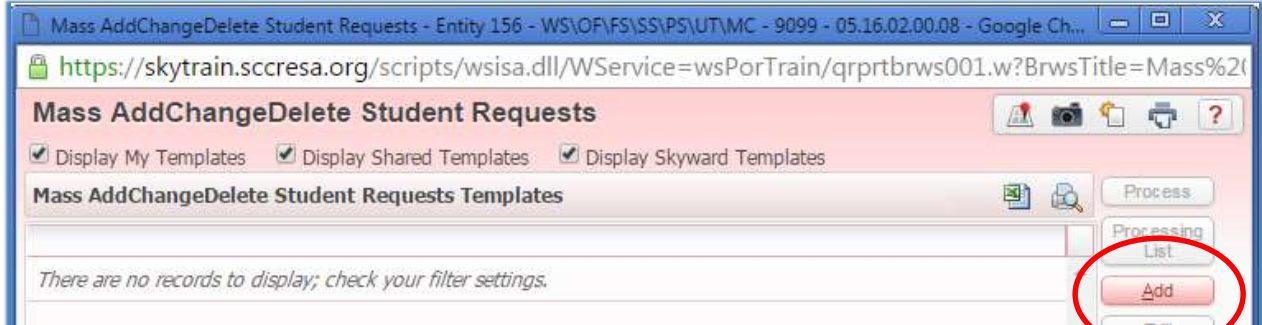 Mass AddChangeDelete Student Requests - Entity 156 - WS\OF\FS\SS\PS\UT\MC - 9099 - 05.16.02.00.08 - Google Ch...
https://skytrain.sccresa.org/scripts/wsisa.dll/WService=wsPorTrain/qrprtbrws001.w?BrwsTitle=Mass%20
Mass AddChangeDelete Student Requests
?
Display My Templates Display Shared Templates Display Skyward Templates
Mass AddChangeDelete Student Requests Templates
Process
Processing
List
There are no records to display; check your filter settings.
Add